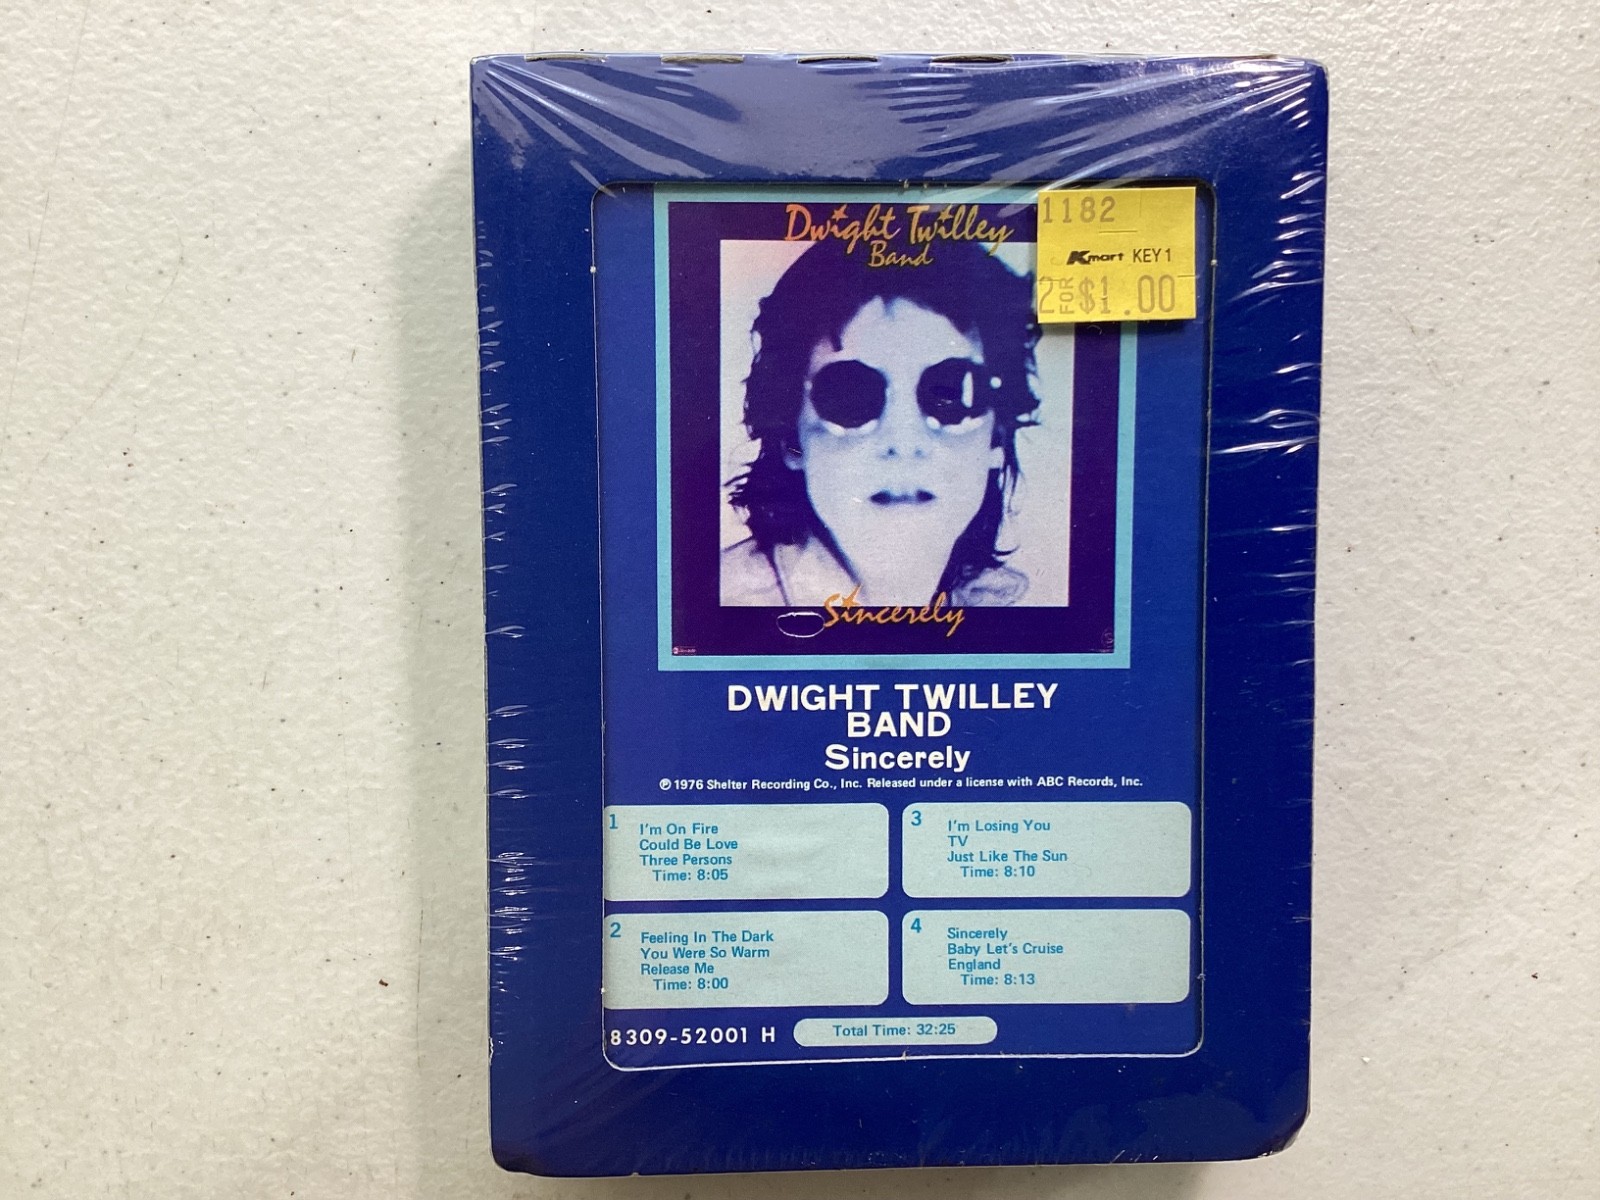 Dwight Twilley
Band
1182
Kmart KEY 1
2 FOR $1.00
Sincerely
DWIGHT TWILLEY
BAND
Sincerely
℗ 1976 Shelter Recording Co., Inc. Released under a license with ABC Records, Inc.
1
I'm On Fire
Could Be Love
Three Persons
Time: 8:05
2
Feeling In The Dark
You Were So Warm
Release Me
Time: 8:00
3
I'm Losing You
TV
Just Like The Sun
Time: 8:10
4
Sincerely
Baby Let's Cruise
England
Time: 8:13
8309-52001 H
Total Time: 32:25